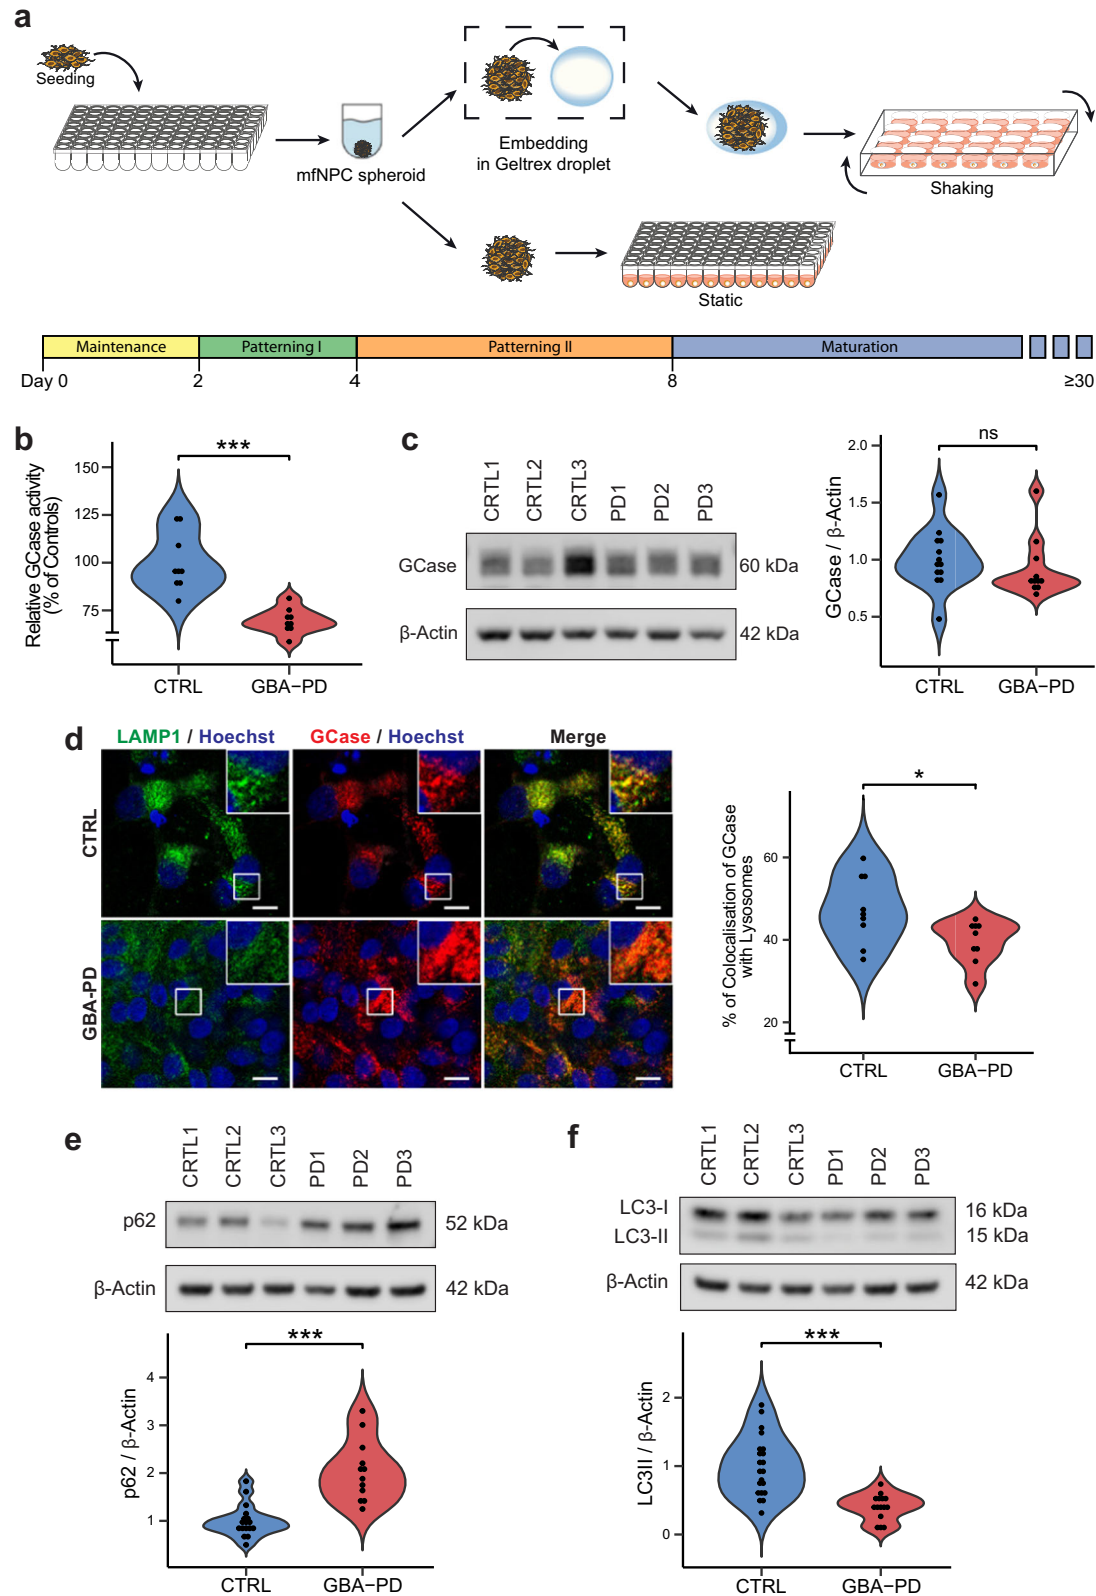 a
Seeding
mfNPC spheroid
Embedding
in Geltrex droplet
Shaking
Static
Maintenance
Patterning I
Patterning II
Maturation
Day 0
2
4
8
≥30
b
Relative GCase activity
(% of Controls)
150
125
100
75
***
CTRL
GBA−PD
c
CRTL1
CRTL2
CRTL3
PD1
PD2
PD3
GCase
60 kDa
β-Actin
42 kDa
GCase / β-Actin
2.0
1.5
1.0
0.5
ns
CTRL
GBA−PD
d
LAMP1 / Hoechst
GCase / Hoechst
Merge
CTRL
GBA-PD
% of Colocalisation of GCase
with Lysosomes
60
40
20
*
CTRL
GBA−PD
e
CRTL1
CRTL2
CRTL3
PD1
PD2
PD3
p62
52 kDa
β-Actin
42 kDa
p62 / β-Actin
4
3
2
1
***
CTRL
GBA−PD
f
CRTL1
CRTL2
CRTL3
PD1
PD2
PD3
LC3-I
16 kDa
LC3-II
15 kDa
β-Actin
42 kDa
LC3II / β-Actin
2
1
0
***
CTRL
GBA−PD